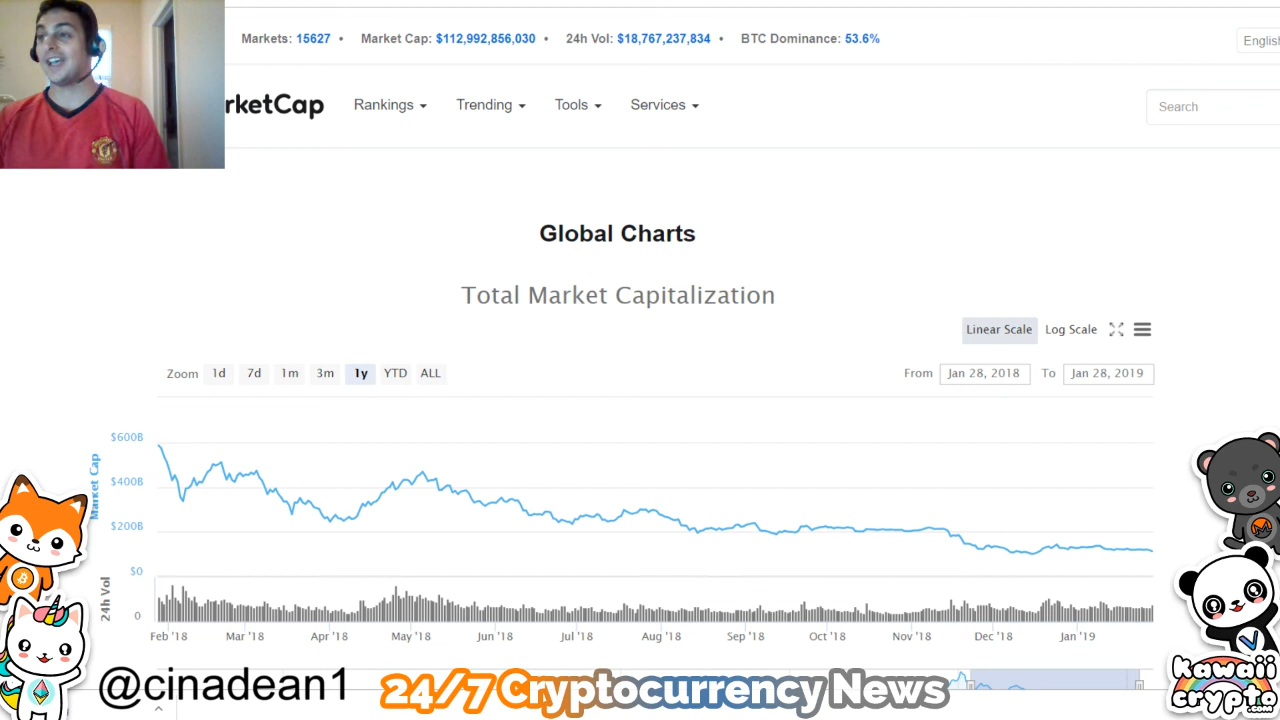 Markets: 15627 • Market Cap: $112,992,856,030 • 24h Vol: $18,767,237,834 • BTC Dominance: 53.6%
English
rketCap Rankings Trending Tools Services
Search
Global Charts
Total Market Capitalization
Linear Scale Log Scale
Zoom 1d 7d 1m 3m 1y YTD ALL From Jan 28, 2018 To Jan 28, 2019
$600B
$400B
$200B
$0
Market Cap
24h Vol
0
Feb '18 Mar '18 Apr '18 May '18 Jun '18 Jul '18 Aug '18 Sep '18 Oct '18 Nov '18 Dec '18 Jan '19
@cinadean1
24/7 Cryptocurrency News
kawaii
crypto
.com